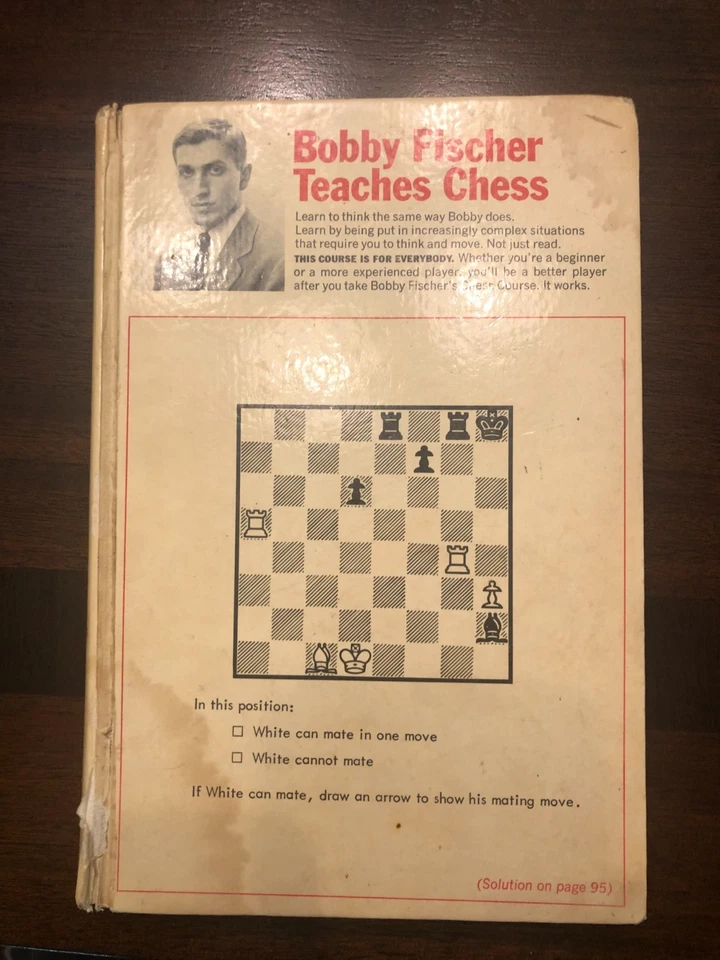 Bobby Fischer
Teaches Chess
Learn to think the same way Bobby does.
Learn by being put in increasingly complex situations
that require you to think and move. Not just read.
THIS COURSE IS FOR EVERYBODY. Whether you're a beginner
or a more experienced player, you'll be a better player
after you take Bobby Fischer's Chess Course. It works.
In this position:
White can mate in one move
White cannot mate
If White can mate, draw an arrow to show his mating move.
(Solution on page 95)